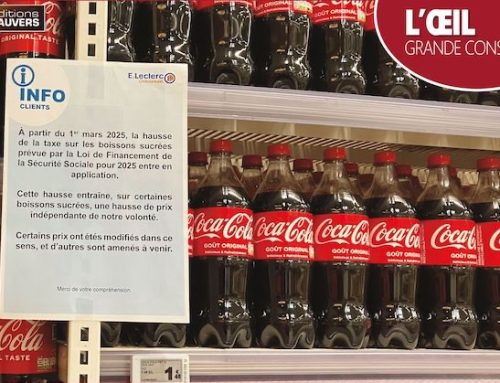 ditions
AUVERS
L'ŒIL
GRANDE CONS
ORIGINAL TASTE
i
INFO
CLIENTS
E.Leclerc
À partir du 1er mars 2025, la hausse
de la taxe sur les boissons sucrées
prévue par la Loi de Financement de
la Sécurité Sociale pour 2025 entre en
application.
Cette hausse entraîne, sur certaines
boissons sucrées, une hausse de prix
indépendante de notre volonté.
Certains prix ont étés modifiés dans ce
sens, et d'autres sont amenés à venir.
Merci de votre compréhension.
Coca-Cola
GOÛT ORIGINAL
Coca-Cola
GOÛT ORIGINAL
Coca-Cola
GOÛT ORIGINAL
Coca-Cola
GOÛT ORIGINAL
Coca-Cola
GOÛT ORIGINAL
Cola
L TASTE
1€